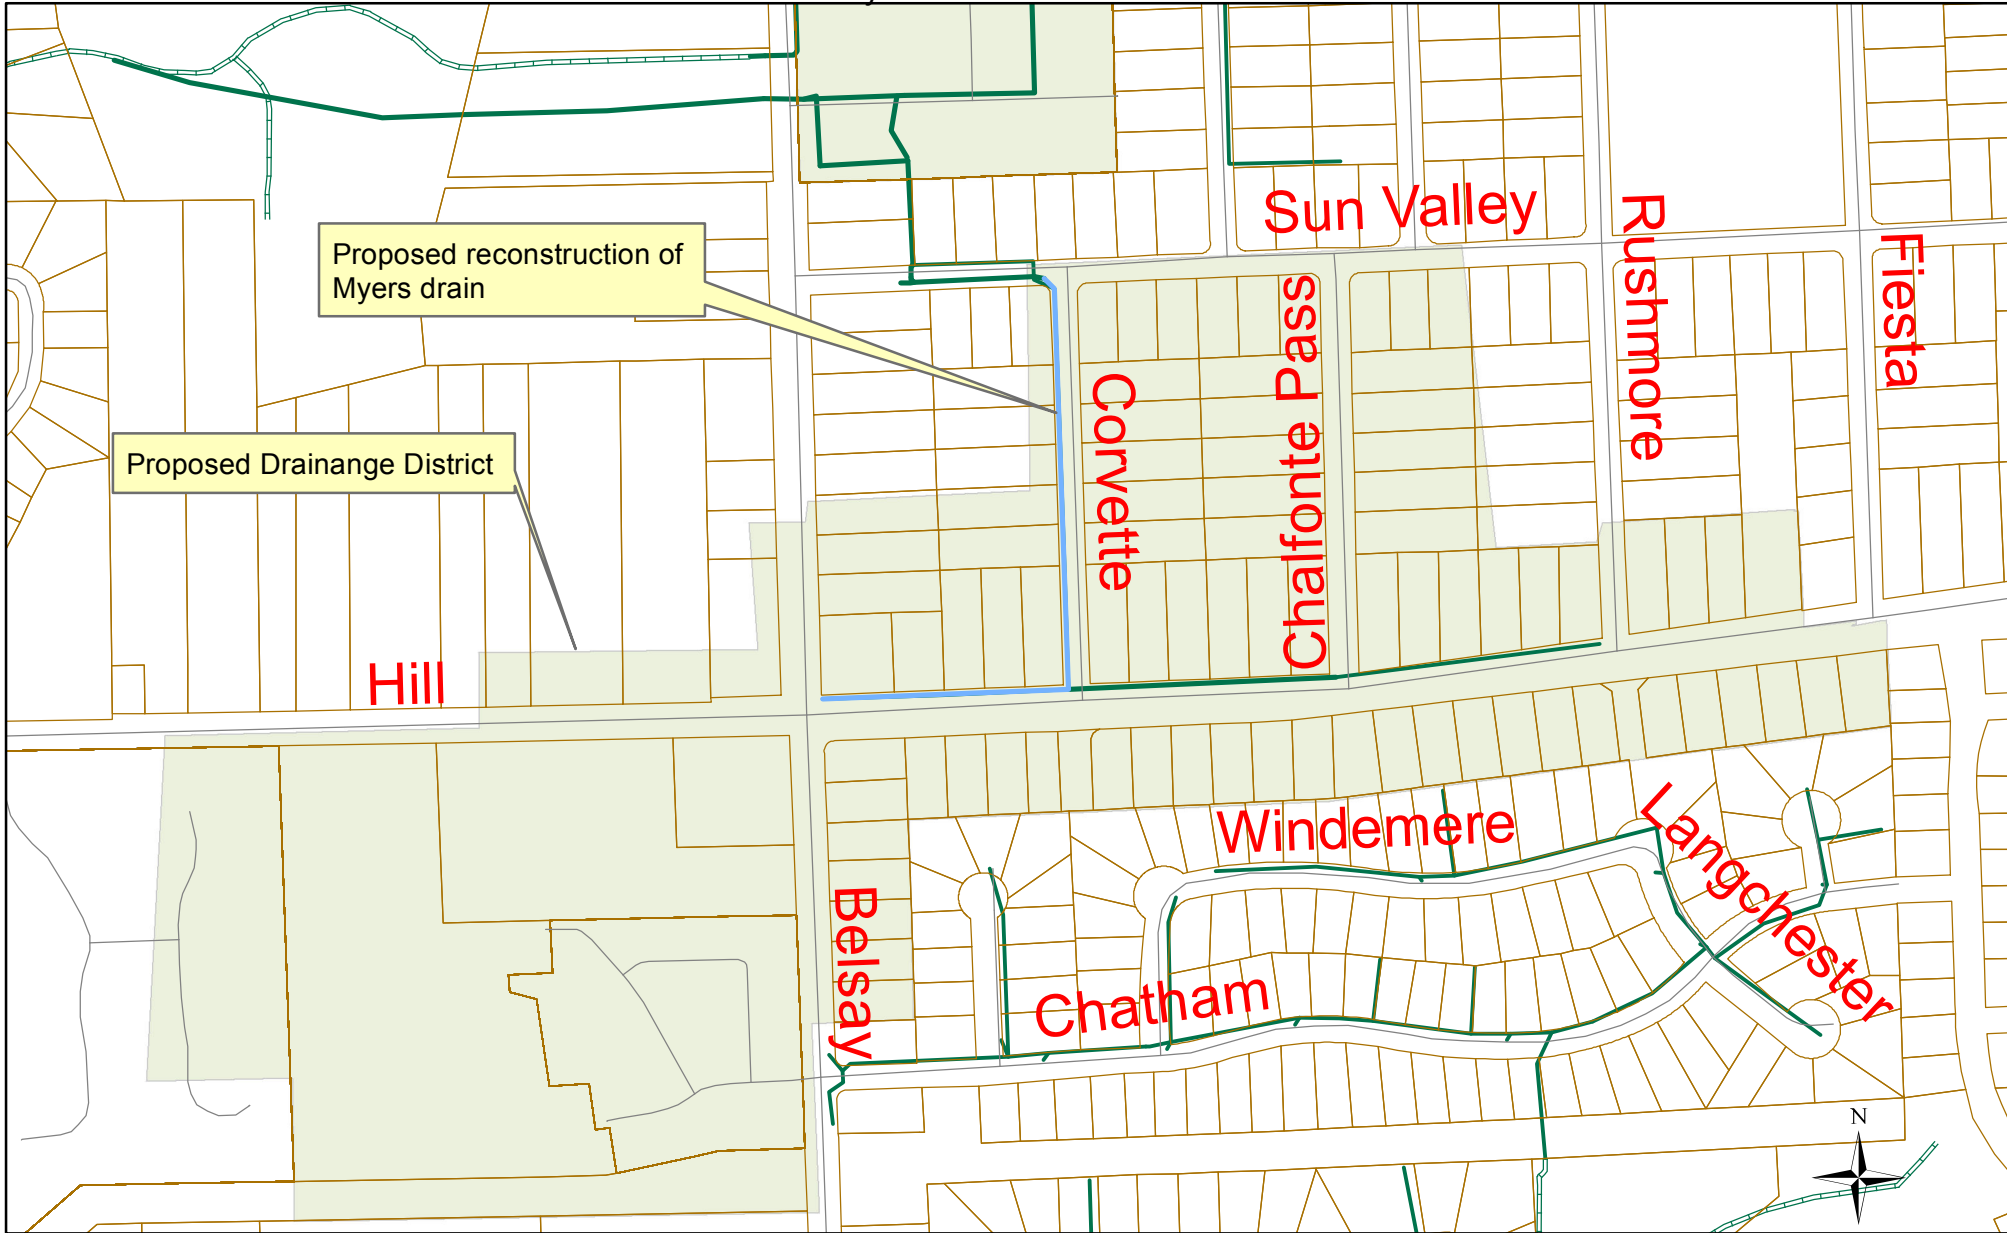 Sun Valley
Rushmore
Fiesta
Proposed reconstruction of
Myers drain
Chalfonte Pass
Corvette
Proposed Drainange District
Hill
Windemere
Langchester
Belsay
Chatham
N